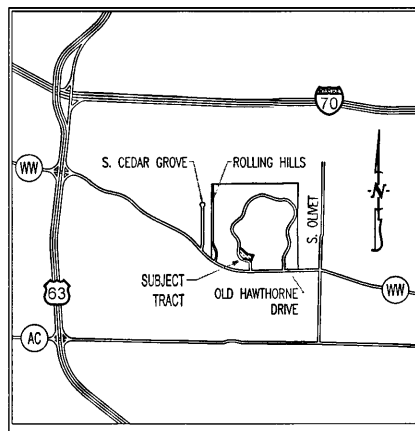 70
WW
S. CEDAR GROVE
ROLLING HILLS
N
S. OLIVET
SUBJECT
TRACT
OLD HAWTHORNE
DRIVE
63
WW
AC